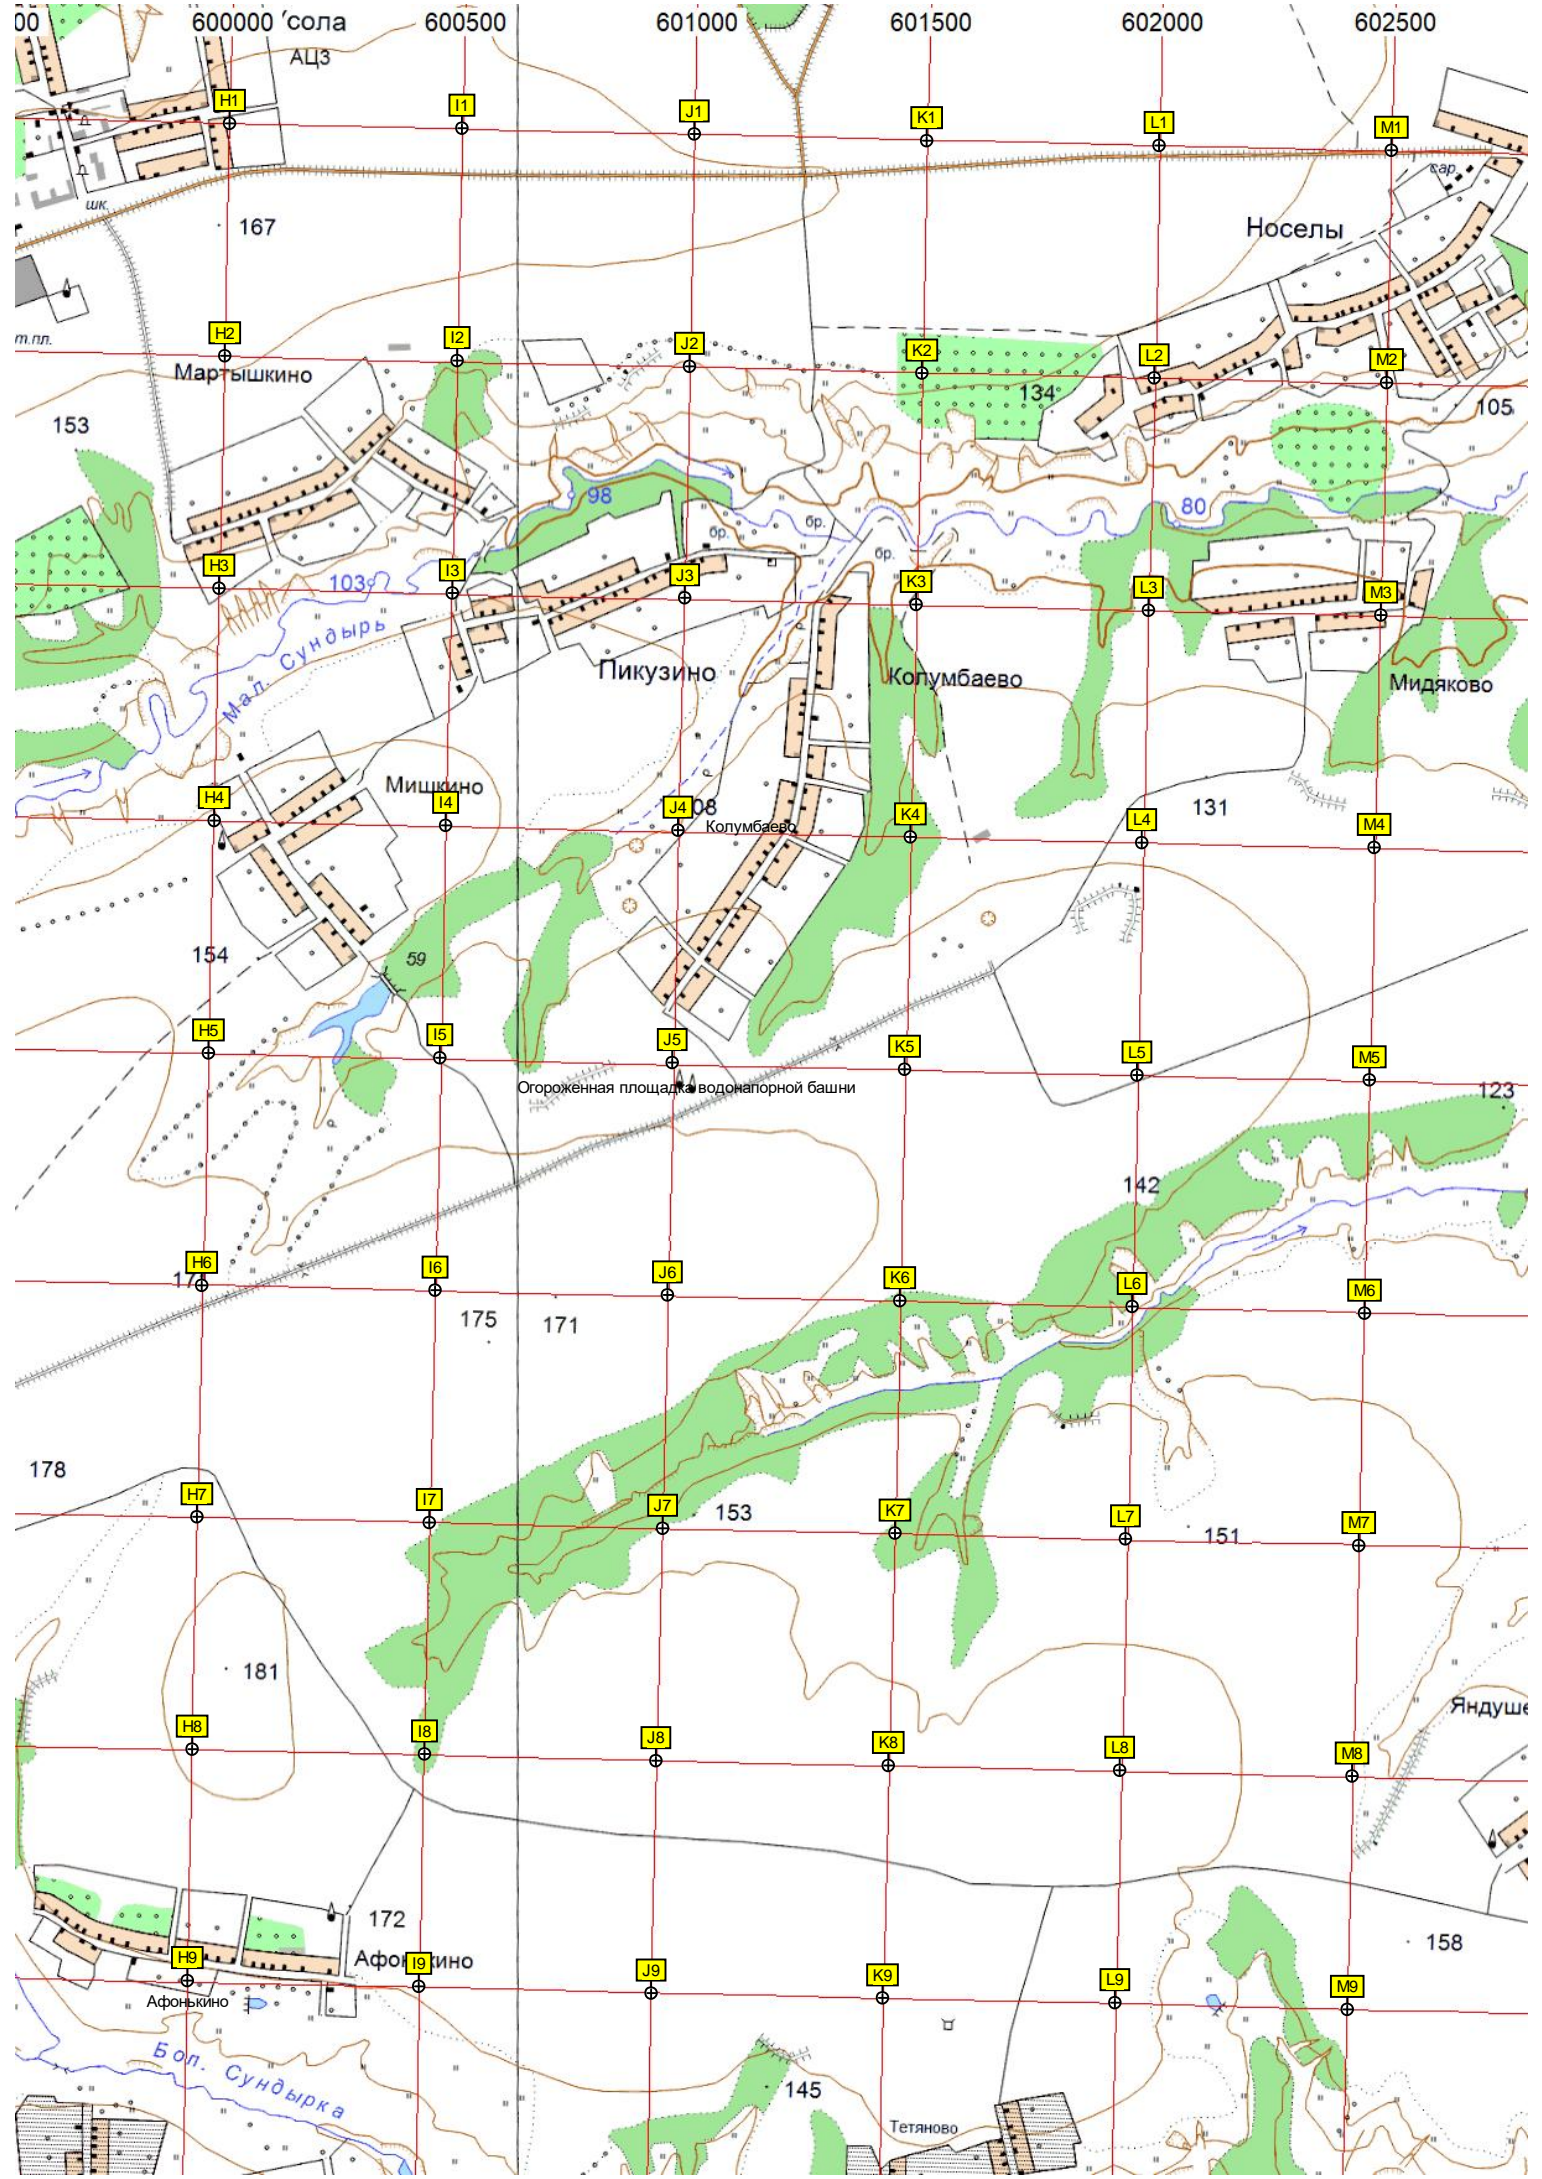 00 600000 'сола 600500 601000 601500 602000 602500
АЦЗ
H1 I1 J1 K1 L1 M1
сар.
шк.
167
Носелы
т.пл.
H2 I2 J2 K2 L2 M2
Мартышкино
134
105
153
98
80
бр.
бр.
бр.
H3 I3 J3 K3 L3 M3
103
Мал. Сундырь
Пикузино
Колумбаево
Мидяково
Мишкино
H4 I4 J4 08 K4 131 L4 M4
Колумбаево
154
59
H5 I5 J5 K5 L5 M5
Огороженная площадка водонапорной башни
123
142
H6 I6 J6 K6 L6 M6
17
175
171
178
H7 I7 J7 K7 L7 M7
153
151
181
Яндуше
H8 I8 J8 K8 L8 M8
172
158
Афонькино
H9 I9 J9 K9 L9 M9
Афонькино
Бол. Сундырка
145
Тетяново